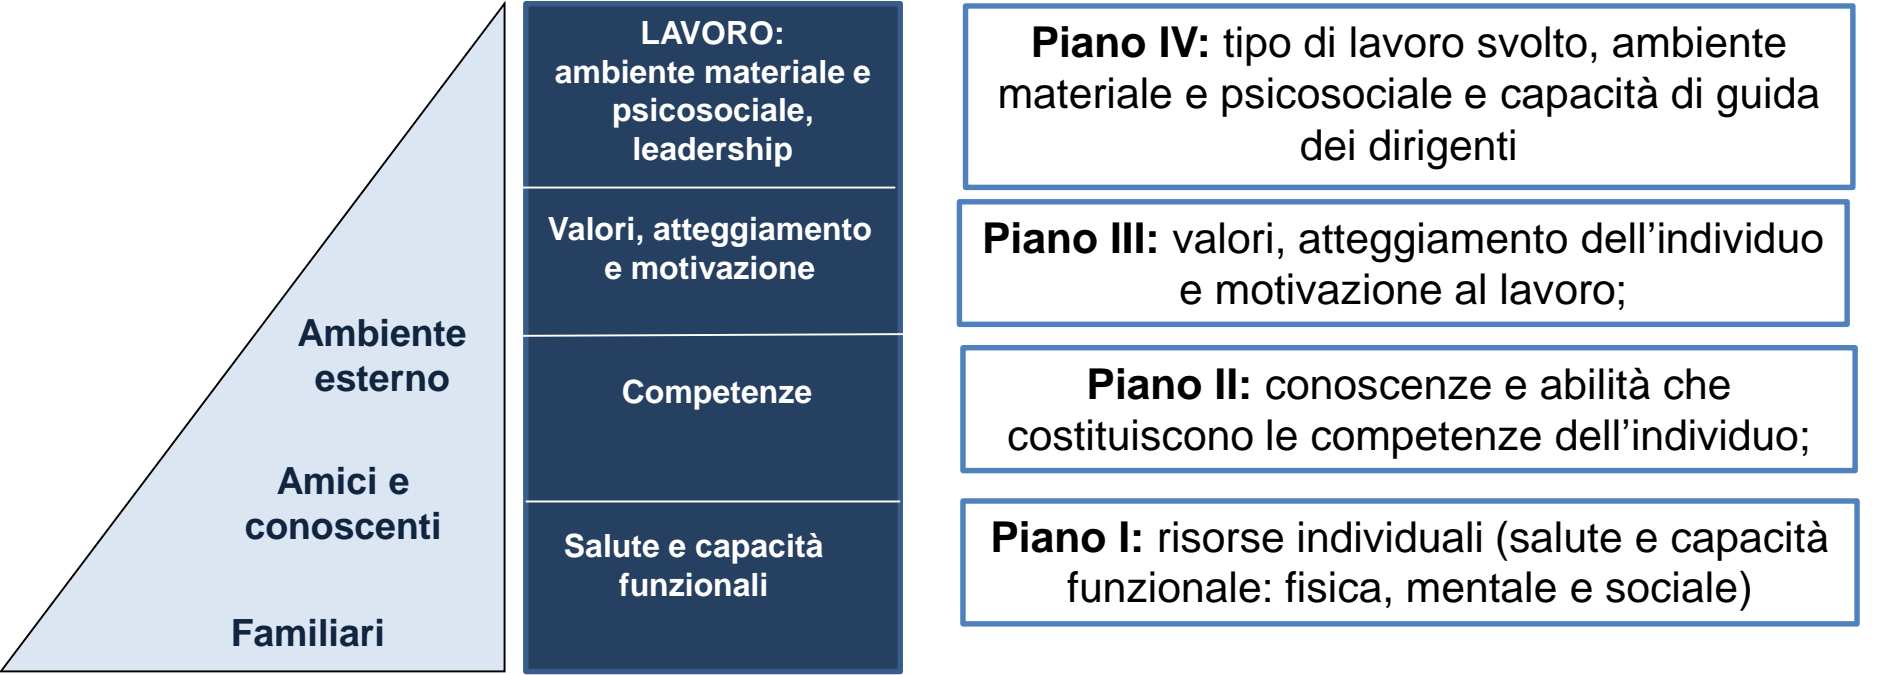 Ambiente
esterno
Amici e
conoscenti
Familiari
LAVORO:
ambiente materiale e
psicosociale,
leadership
Valori, atteggiamento
e motivazione
Competenze
Salute e capacità
funzionali
Piano IV: tipo di lavoro svolto, ambiente
materiale e psicosociale e capacità di guida
dei dirigenti
Piano III: valori, atteggiamento dell’individuo
e motivazione al lavoro;
Piano II: conoscenze e abilità che
costituiscono le competenze dell’individuo;
Piano I: risorse individuali (salute e capacità
funzionale: fisica, mentale e sociale)